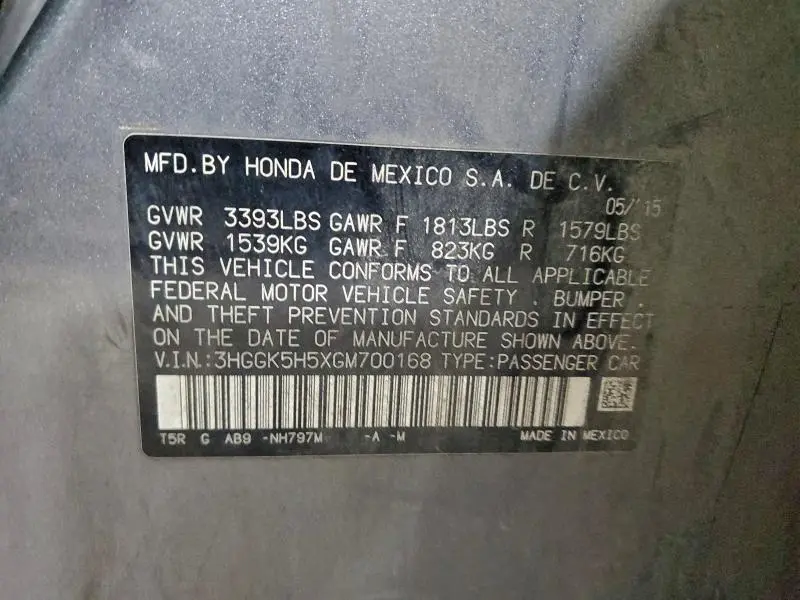 MFD.BY HONDA DE MEXICO S.A. DE C.V.
05/'15
GVWR 3393LBS GAWR F 1813LBS R 1579LBS
GVWR 1539KG GAWR F 823KG R 716KG
THIS VEHICLE CONFORMS TO ALL APPLICABLE
FEDERAL MOTOR VEHICLE SAFETY . BUMPER .
AND THEFT PREVENTION STANDARDS IN EFFECT
ON THE DATE OF MANUFACTURE SHOWN ABOVE.
V.I.N.:3HGGK5H5XGM700168 TYPE:PASSENGER CAR
T5R G AB9 -NH797M -A -M MADE IN MEXICO